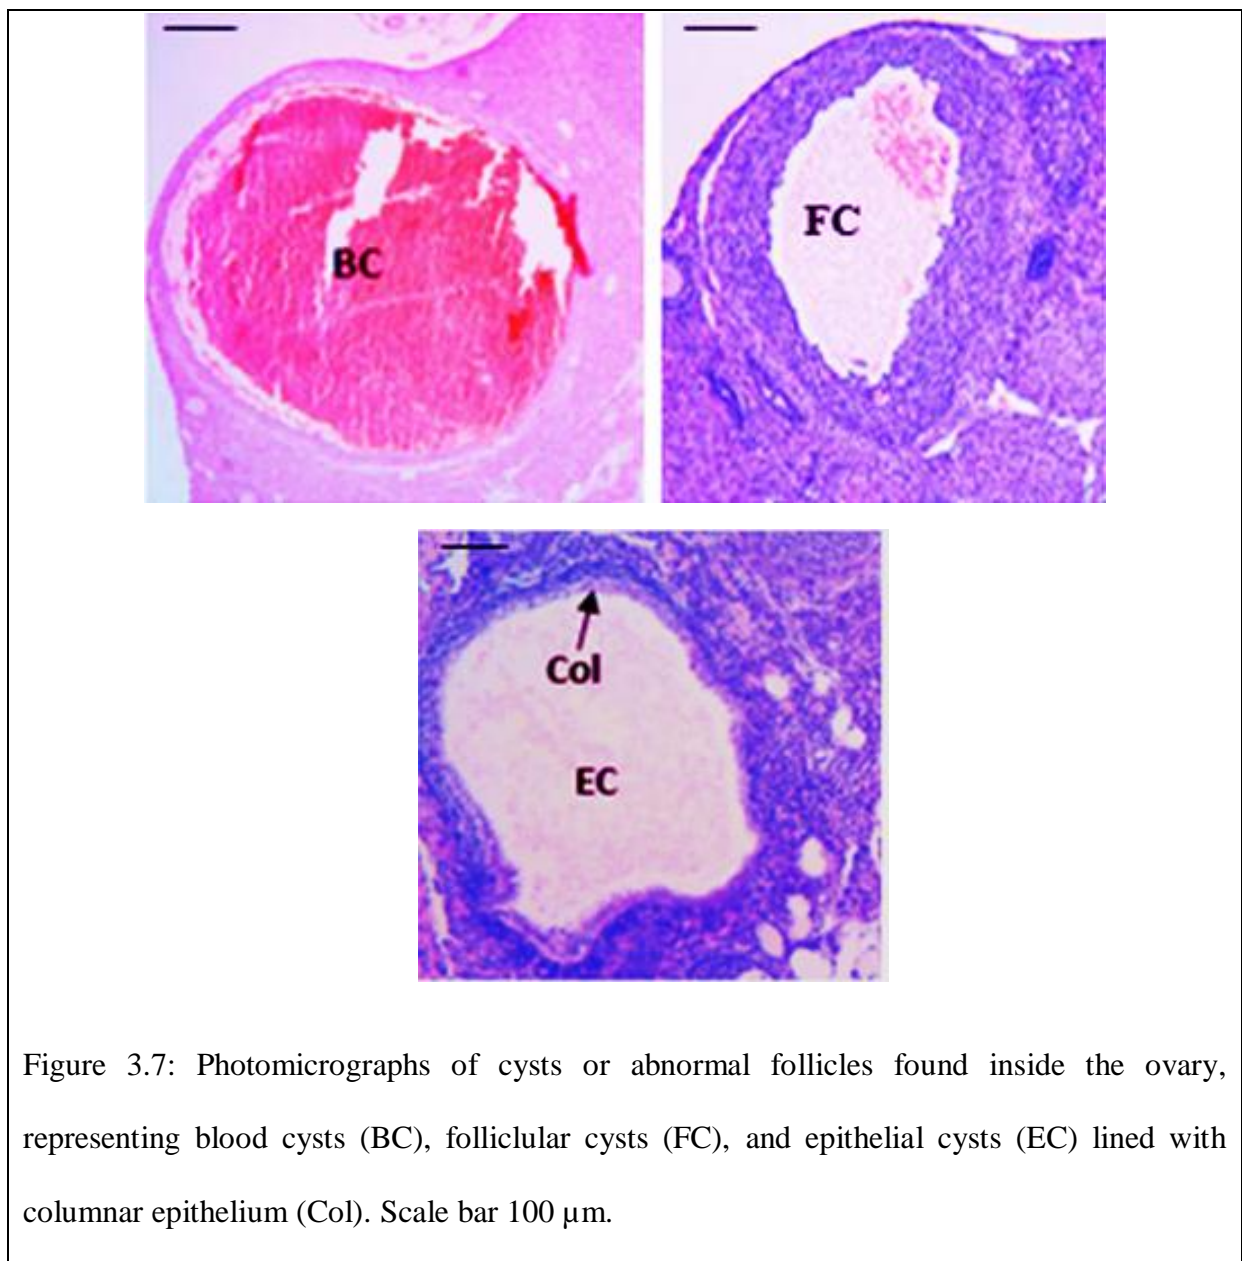 BC
FC
Col
EC
Figure 3.7: Photomicrographs of cysts or abnormal follicles found inside the ovary,
representing blood cysts (BC), folliclular cysts (FC), and epithelial cysts (EC) lined with
columnar epithelium (Col). Scale bar 100 µm.